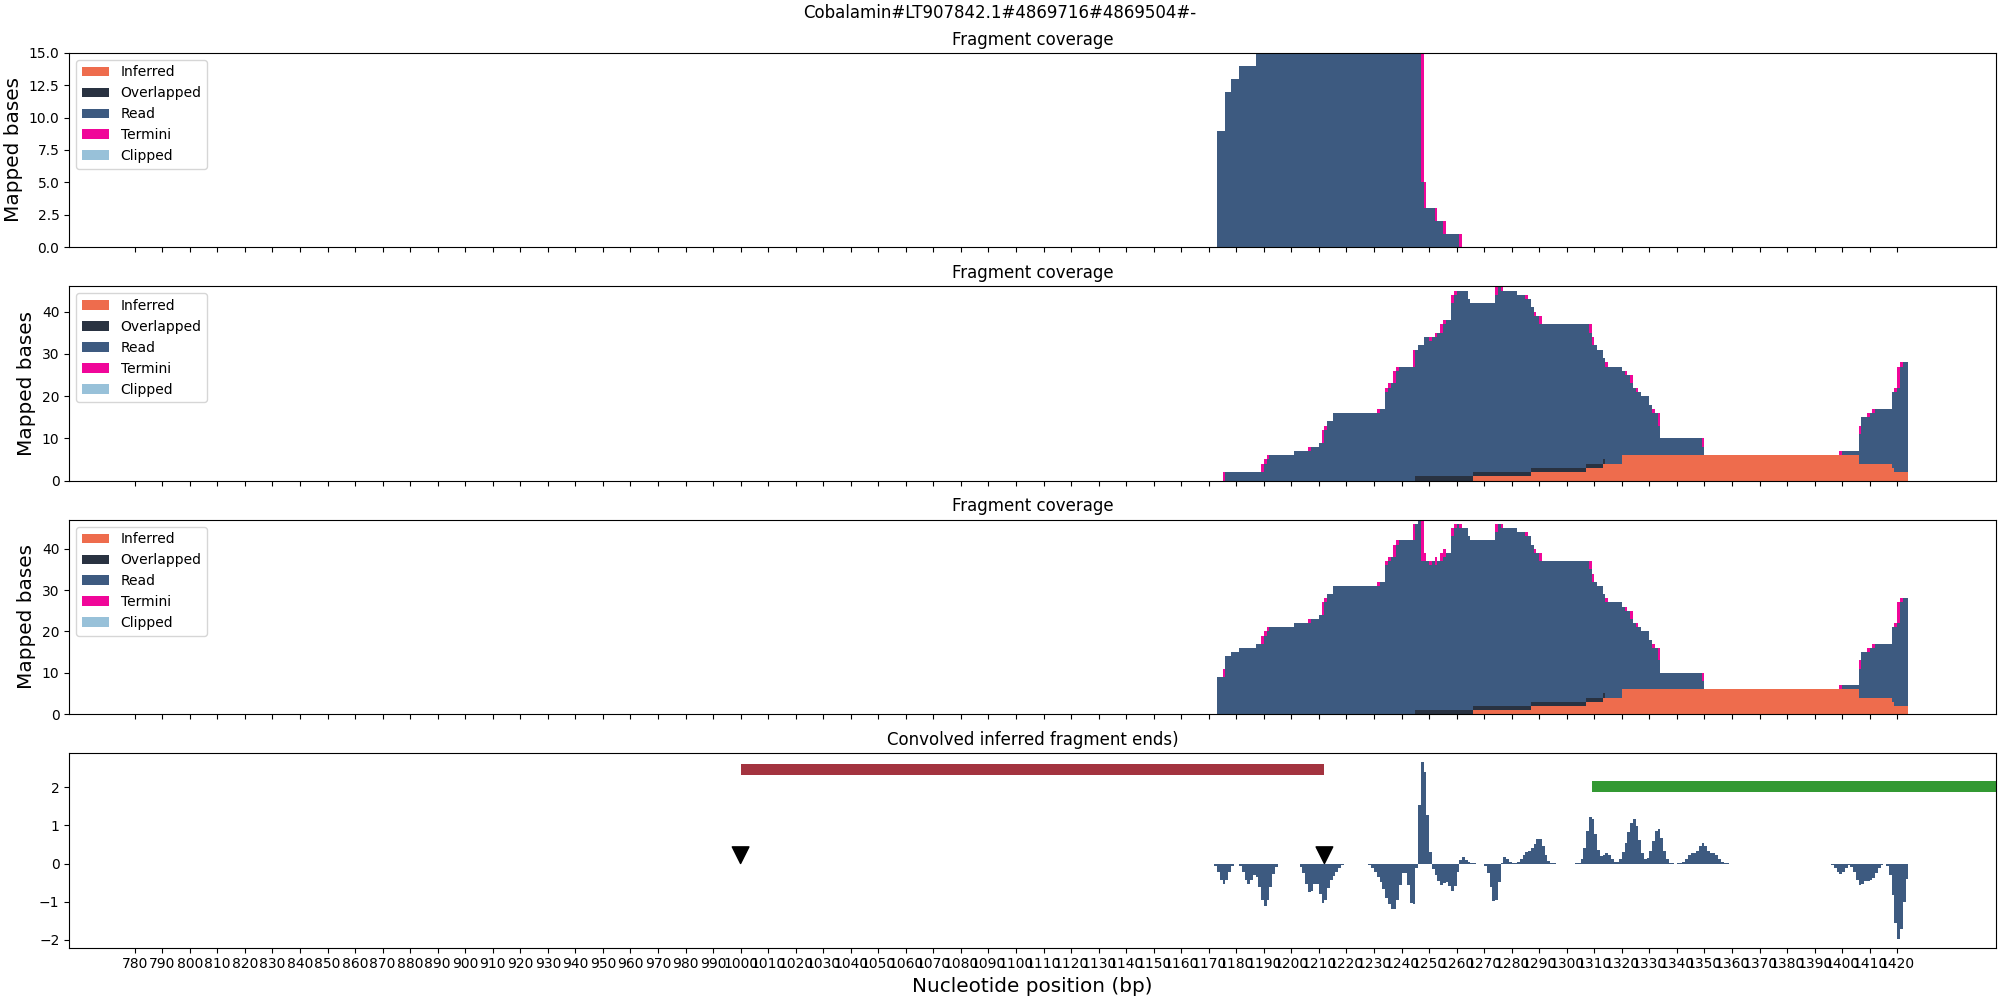 Cobalamin#LT907842.1#4869716#4869504#-
Fragment coverage
15.0
12.5
10.0
7.5
5.0
2.5
0.0
Mapped bases
Inferred
Overlapped
Read
Termini
Clipped
Fragment coverage
40
30
20
10
0
Mapped bases
Inferred
Overlapped
Read
Termini
Clipped
Fragment coverage
40
30
20
10
0
Mapped bases
Inferred
Overlapped
Read
Termini
Clipped
Convolved inferred fragment ends)
2
1
0
−1
−2
780 790 800 810 820 830 840 850 860 870 880 890 900 910 920 930 940 950 960 970 980 990 1000 1010 1020 1030 1040 1050 1060 1070 1080 1090 1100 1110 1120 1130 1140 1150 1160 1170 1180 1190 1200 1210 1220 1230 1240 1250 1260 1270 1280 1290 1300 1310 1320 1330 1340 1350 1360 1370 1380 1390 1400 1410 1420
Nucleotide position (bp)